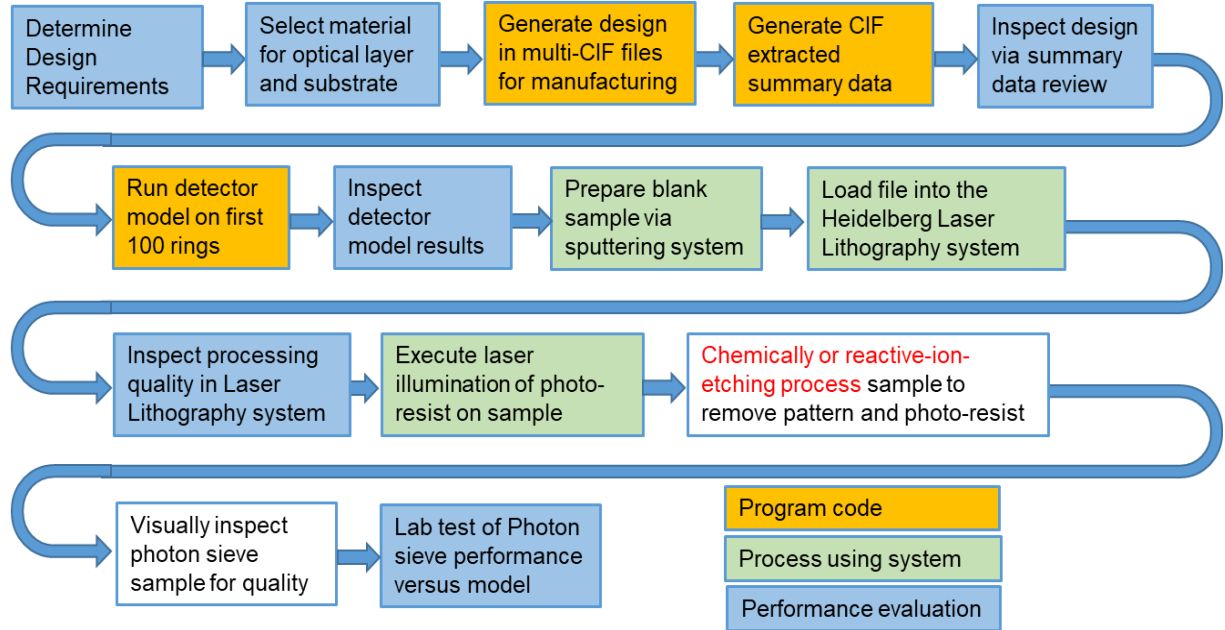 Determine
Design
Requirements
Select material
for optical layer
and substrate
Generate design
in multi-CIF files
for manufacturing
Generate CIF
extracted
summary data
Inspect design
via summary
data review
Run detector
model on first
100 rings
Inspect
detector
model results
Prepare blank
sample via
sputtering system
Load file into the
Heidelberg Laser
Lithography system
Inspect processing
quality in Laser
Lithography system
Execute laser
illumination of photo-
resist on sample
Chemically or reactive-ion-
etching process sample to
remove pattern and photo-resist
Visually inspect
photon sieve
sample for quality
Lab test of Photon
sieve performance
versus model
Program code
Process using system
Performance evaluation